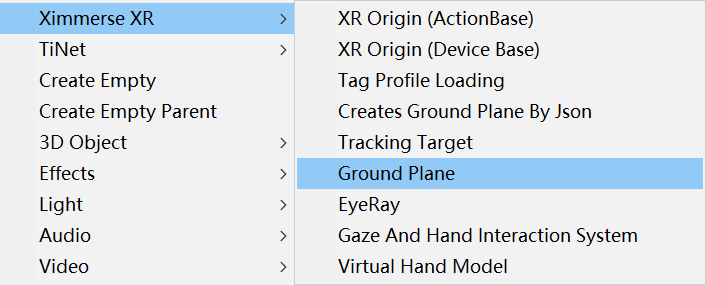 Ximmerse XR
TiNet
Create Empty
Create Empty Parent
3D Object
Effects
Light
Audio
Video
XR Origin (ActionBase)
XR Origin (Device Base)
Tag Profile Loading
Creates Ground Plane By Json
Tracking Target
Ground Plane
EyeRay
Gaze And Hand Interaction System
Virtual Hand Model